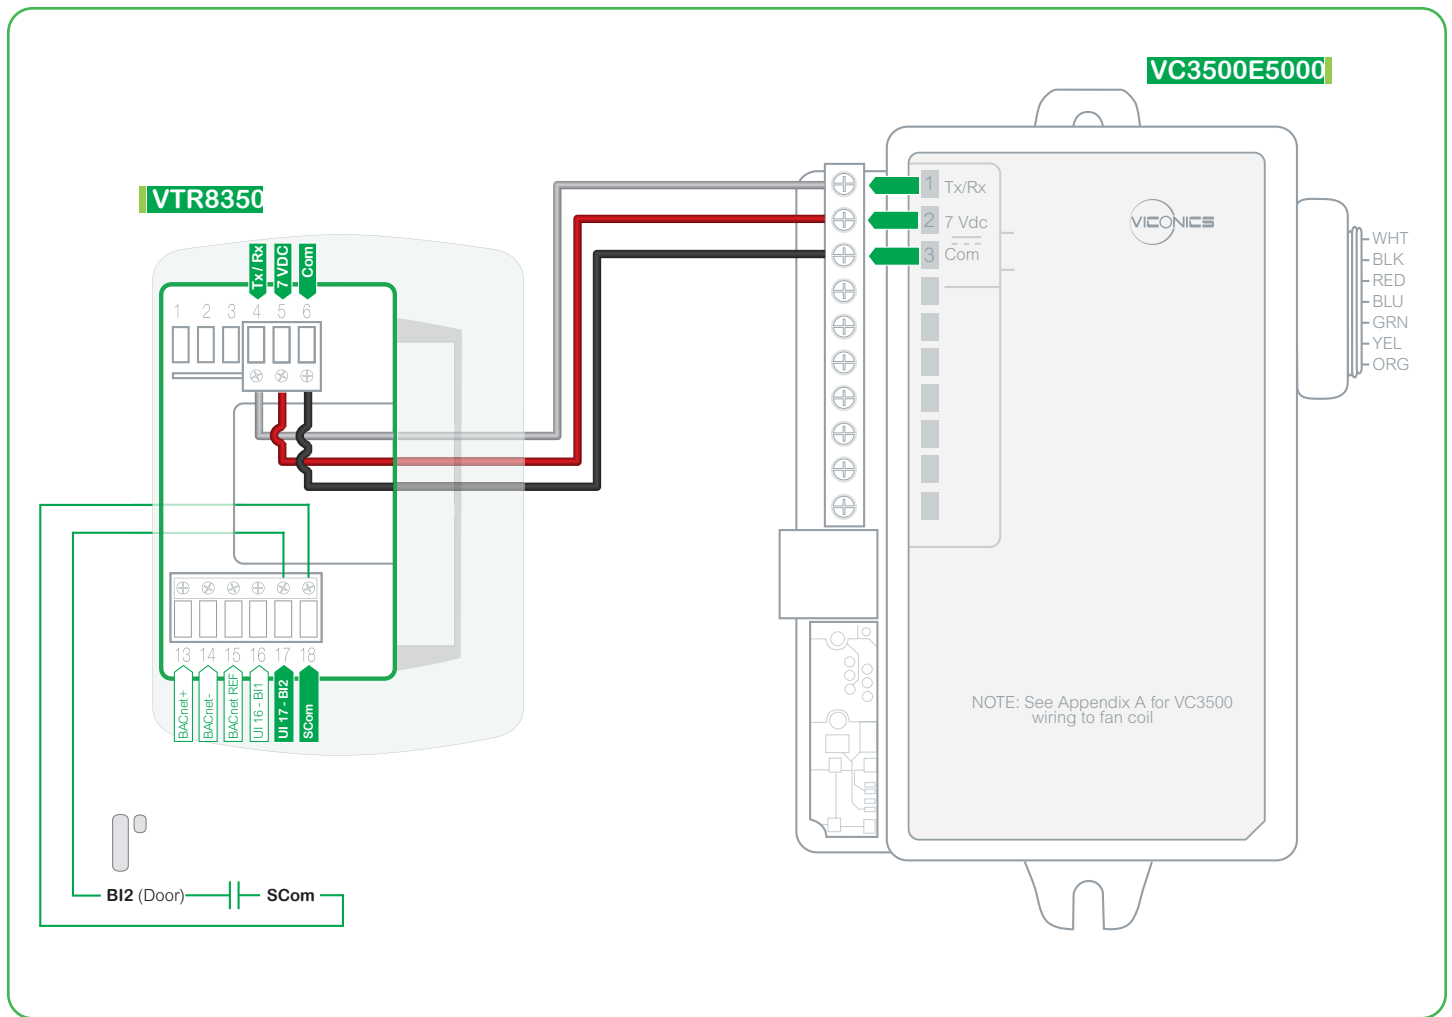 VC3500E5000
VTR8350
Tx / Rx
7 VDC
Com
1 2 3 4 5 6
1 Tx/Rx
2 7 Vdc
3 Com
VICONICS
WHT
BLK
RED
BLU
GRN
YEL
ORG
13 14 15 16 17 18
BACnet+
BACnet-
BACnet REF
UI 16 - BI1
UI 17 - BI2
SCom
NOTE: See Appendix A for VC3500
wiring to fan coil
BI2 (Door) SCom